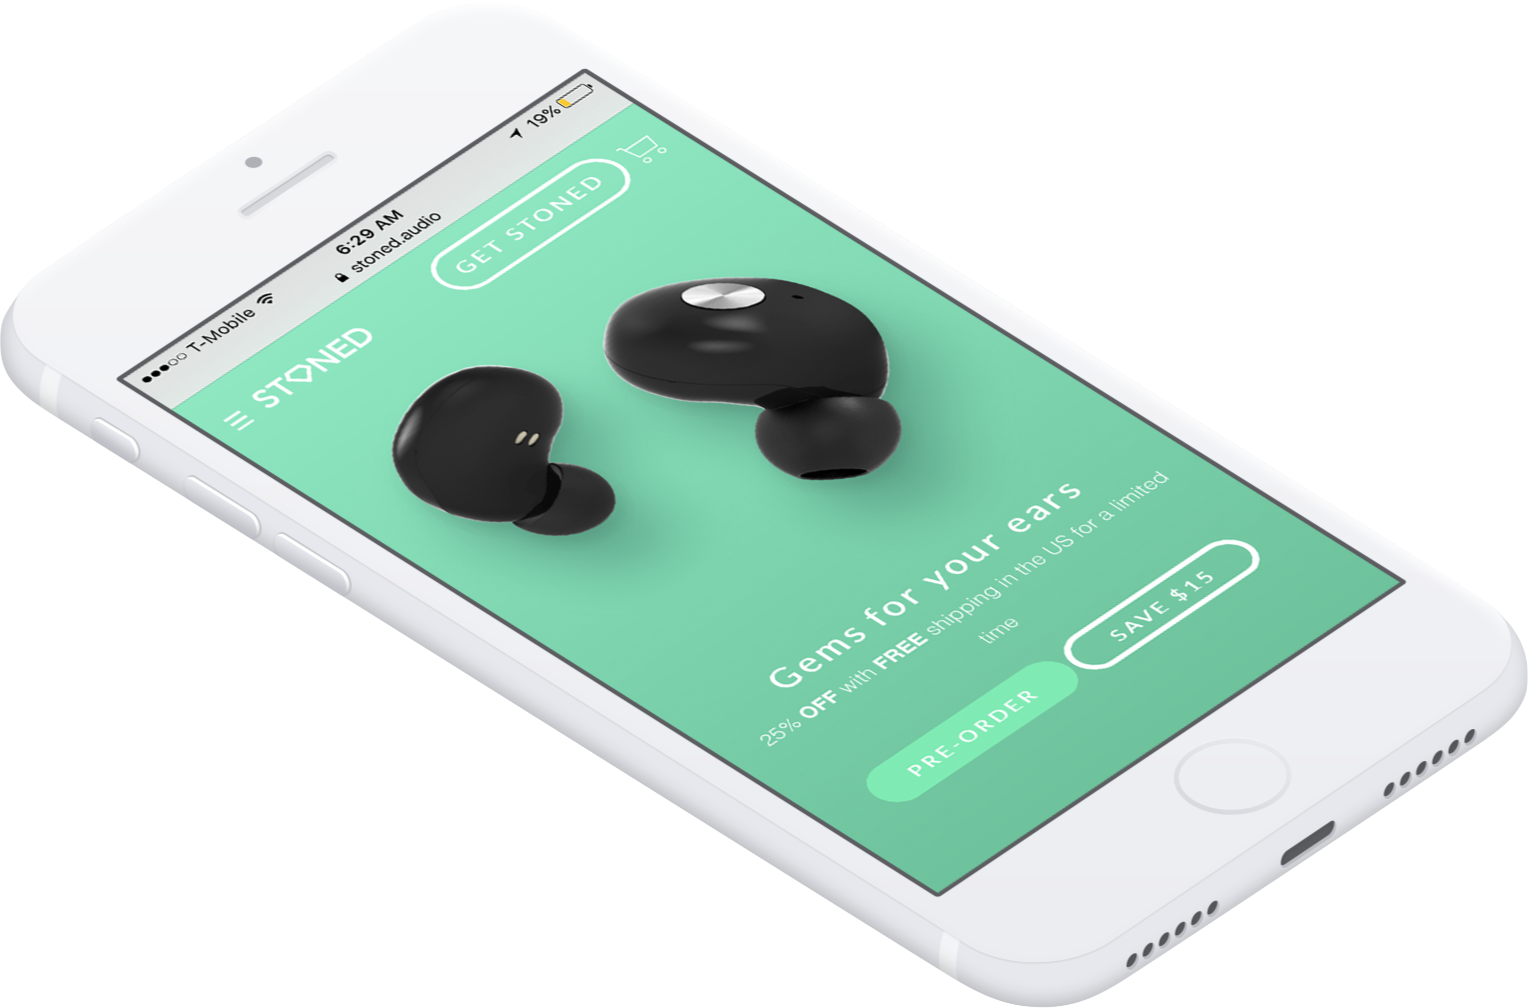 T-Mobile
6:29 AM
19%
stoned.audio
STONED
GET STONED
Gems for your ears
25% OFF with FREE shipping in the US for a limited
time
PRE-ORDER
SAVE $15